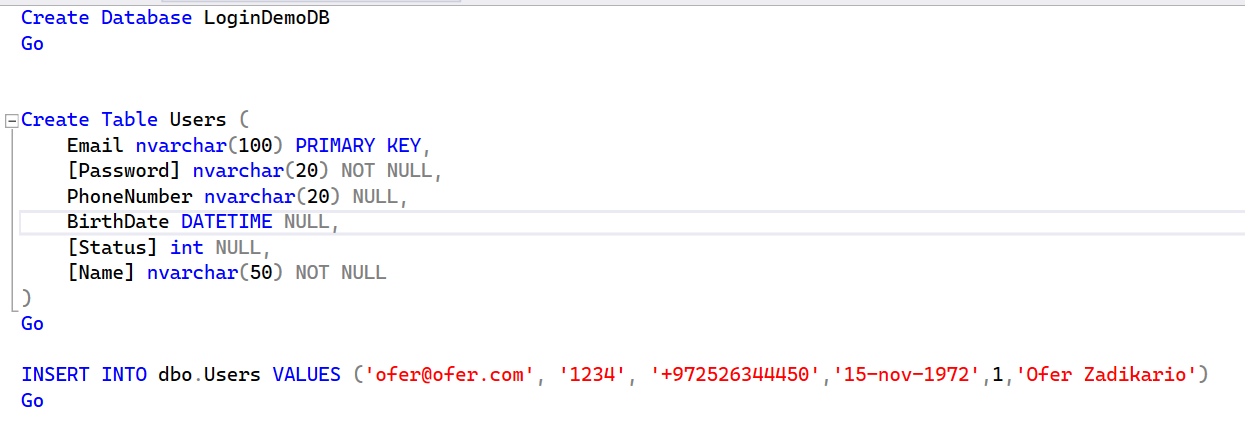 Create Database LoginDemoDB
Go
Create Table Users (
Email nvarchar(100) PRIMARY KEY,
[Password] nvarchar(20) NOT NULL,
PhoneNumber nvarchar(20) NULL,
BirthDate DATETIME NULL,
[Status] int NULL,
[Name] nvarchar(50) NOT NULL
)
Go
INSERT INTO dbo.Users VALUES ('ofer@ofer.com', '1234', '+972526344450','15-nov-1972',1,'Ofer Zadikario')
Go